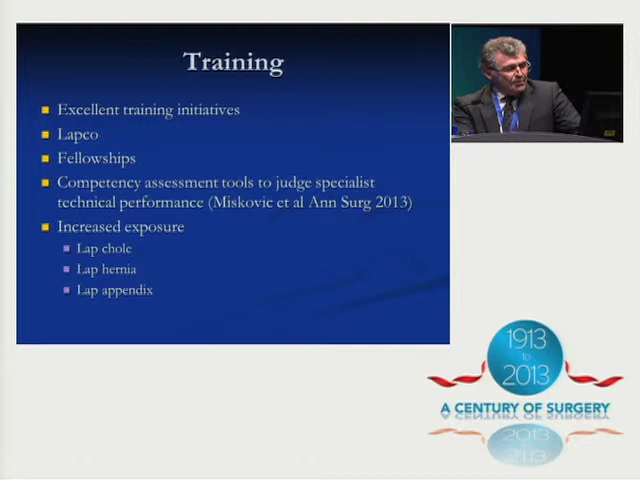 Training
Excellent training initiatives
Lapco
Fellowships
Competency assessment tools to judge specialist
technical performance (Miskovic et al Ann Surg 2013)
Increased exposure
Lap chole
Lap hernia
Lap appendix
1913
to
2013
A CENTURY OF SURGERY